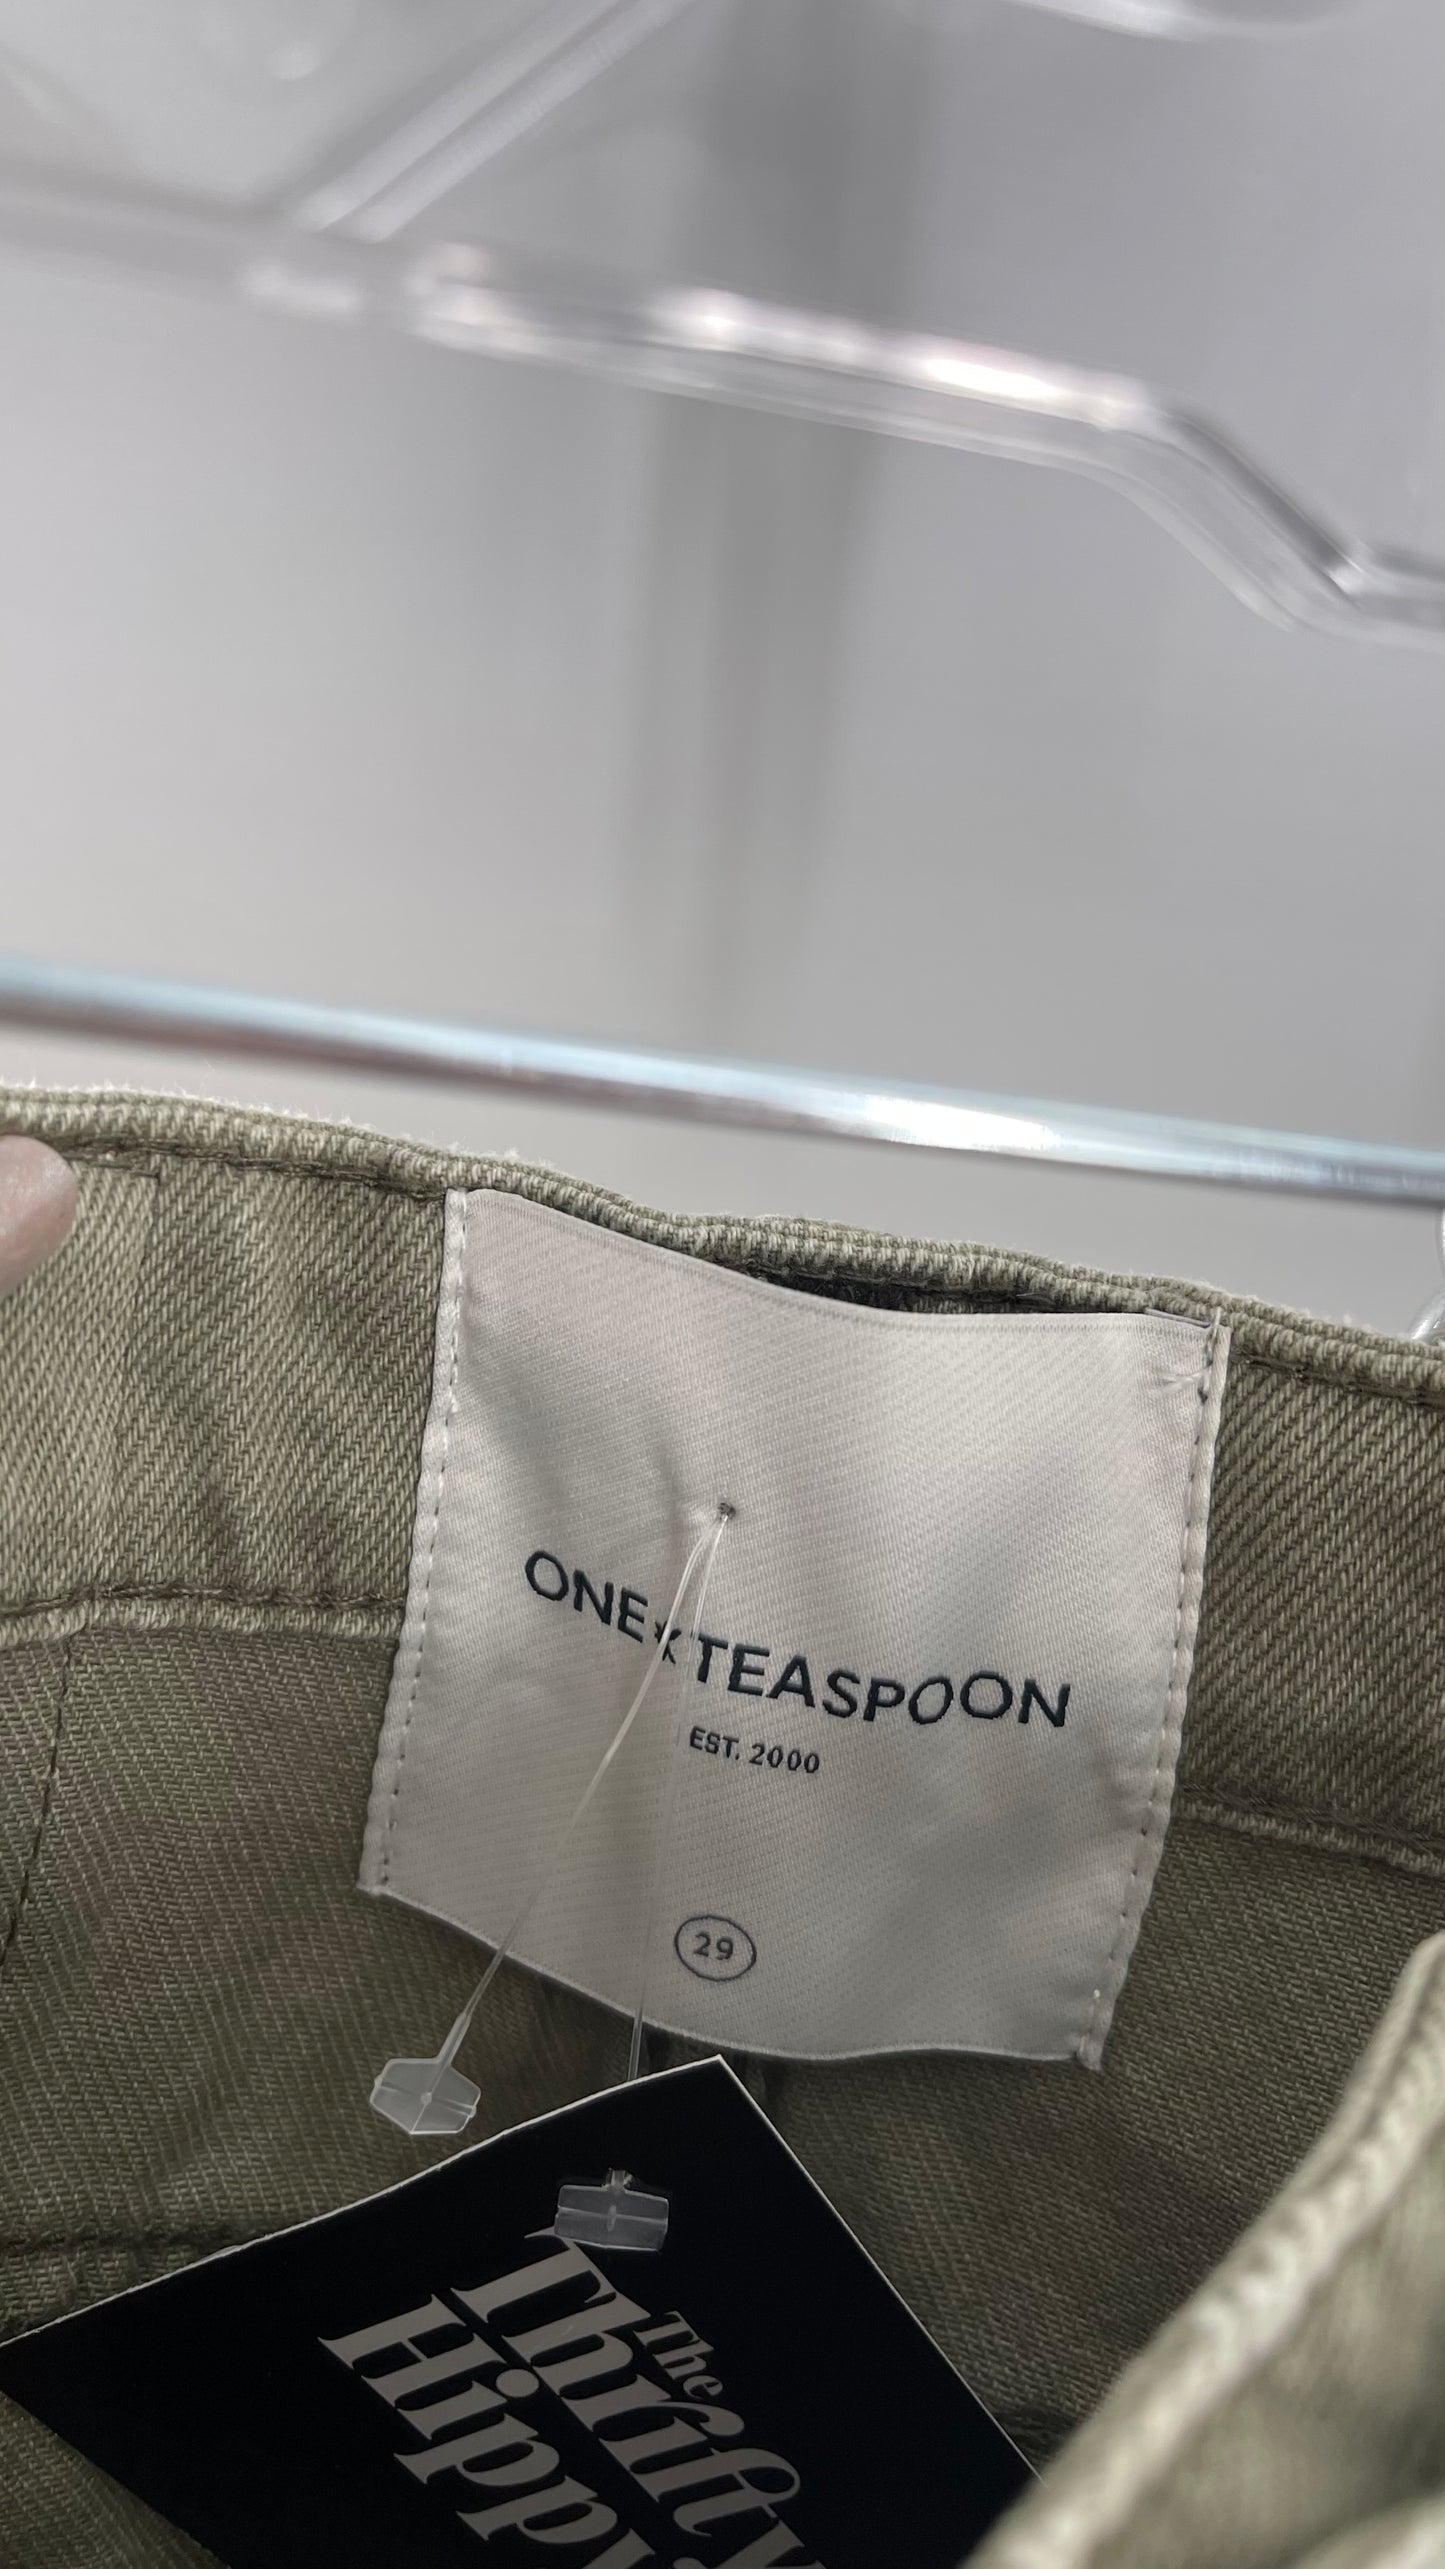 ONE*TEASPOON
EST. 2000
29
The
Thrifty
Hippy